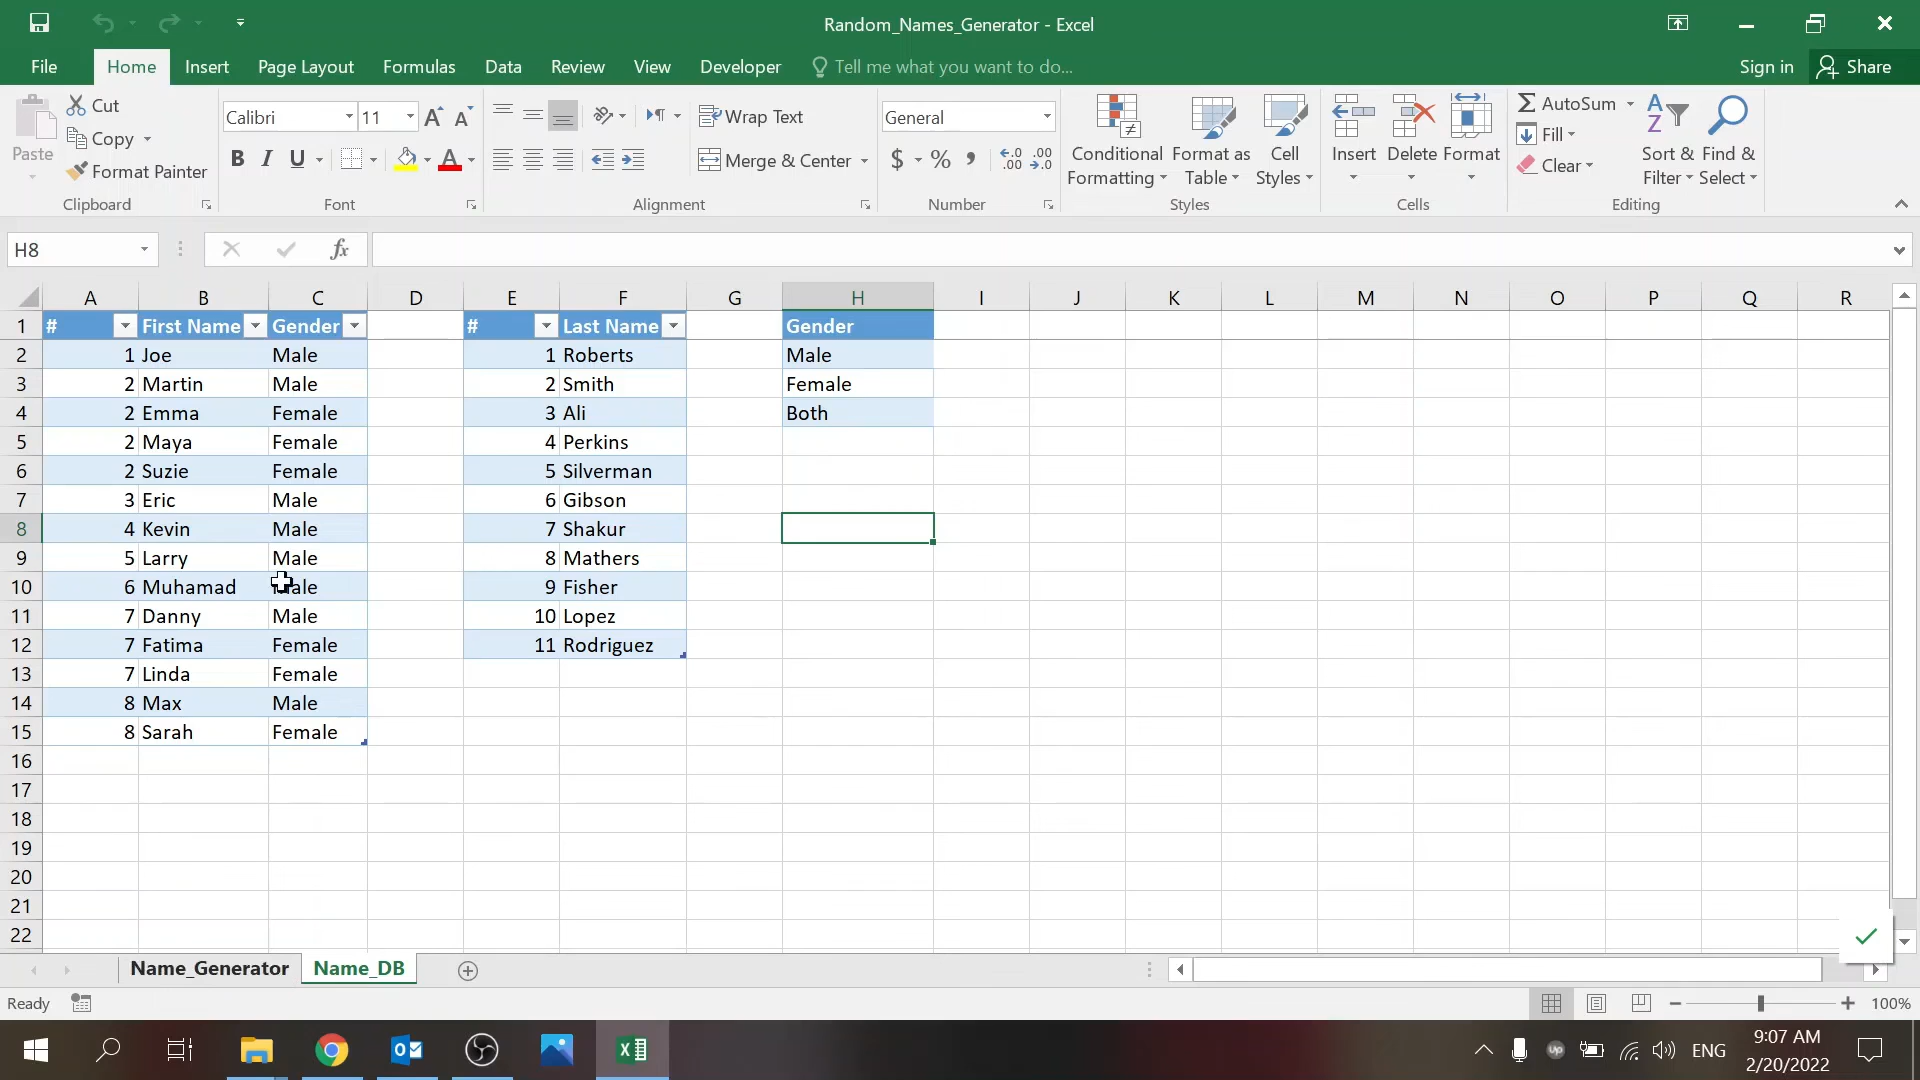 Random_Names_Generator - Excel
File Home Insert Page Layout Formulas Data Review View Developer Tell me what you want to do... Sign in Share
Paste Cut Copy Format Painter Clipboard
Calibri 11 B I U A Font
Wrap Text Merge & Center Alignment
General $ % , Number
Conditional Formatting Format as Table Cell Styles Styles
Insert Delete Format Cells
AutoSum Fill Clear Sort & Filter Find & Select Editing
H8 fx
A B C D E F G H I J K L M N O P Q R
1 # First Name Gender # Last Name Gender
2 1 Joe Male 1 Roberts Male
3 2 Martin Male 2 Smith Female
4 2 Emma Female 3 Ali Both
5 2 Maya Female 4 Perkins
6 2 Suzie Female 5 Silverman
7 3 Eric Male 6 Gibson
8 4 Kevin Male 7 Shakur
9 5 Larry Male 8 Mathers
10 6 Muhamad Male 9 Fisher
11 7 Danny Male 10 Lopez
12 7 Fatima Female 11 Rodriguez
13 7 Linda Female
14 8 Max Male
15 8 Sarah Female
16
17
18
19
20
21
22
Name_Generator Name_DB
Ready 100%
ENG 9:07 AM
2/20/2022